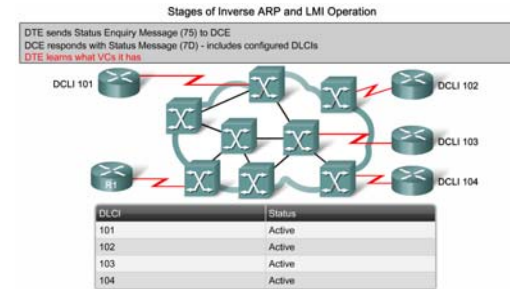 Stages of Inverse ARP and LMI Operation
DTE sends Status Enquiry Message (75) to DCE
DCE responds with Status Message (7D) - includes configured DLCIs
DTE learns what VCs it has
DCLI 101
DCLI 102
DCLI 103
R1
DCLI 104
DLCI Status
101 Active
102 Active
103 Active
104 Active